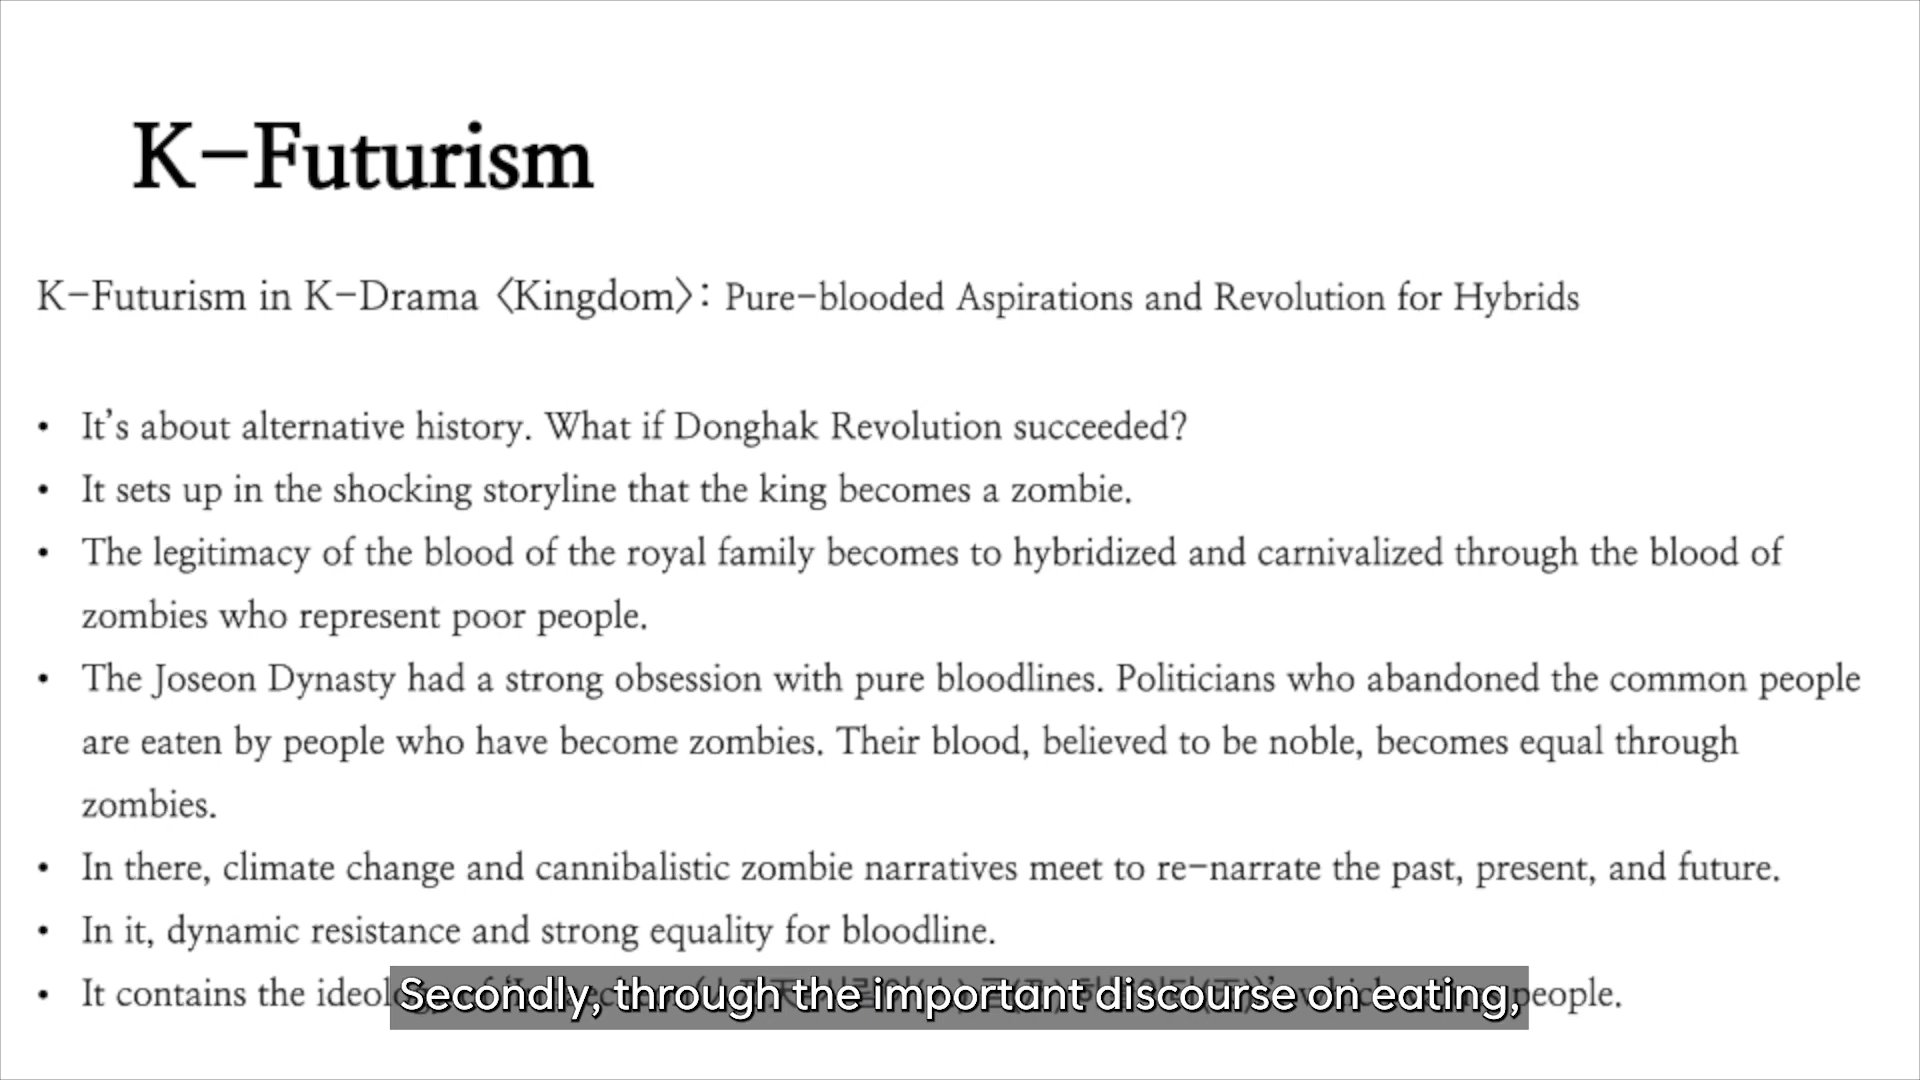 K-Futurism
K-Futurism in K-Drama 〈Kingdom〉: Pure-blooded Aspirations and Revolution for Hybrids
• It's about alternative history. What if Donghak Revolution succeeded?
• It sets up in the shocking storyline that the king becomes a zombie.
• The legitimacy of the blood of the royal family becomes to hybridized and carnivalized through the blood of
zombies who represent poor people.
• The Joseon Dynasty had a strong obsession with pure bloodlines. Politicians who abandoned the common people
are eaten by people who have become zombies. Their blood, believed to be noble, becomes equal through
zombies.
• In there, climate change and cannibalistic zombie narratives meet to re-narrate the past, present, and future.
• In it, dynamic resistance and strong equality for bloodline.
• It contains the people.
Secondly, through the important discourse on eating,